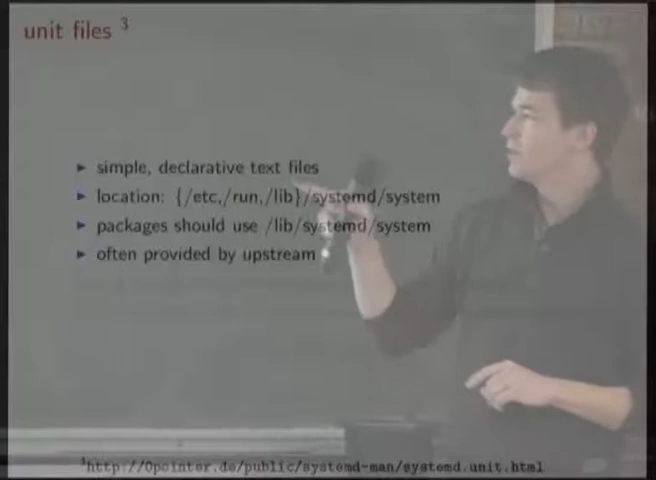 unit files 3
▶ simple, declarative text files
▶ location: {/etc,/run,/lib}/systemd/system
▶ packages should use /lib/systemd/system
▶ often provided by upstream
3http://0pointer.de/public/systemd-man/systemd.unit.html